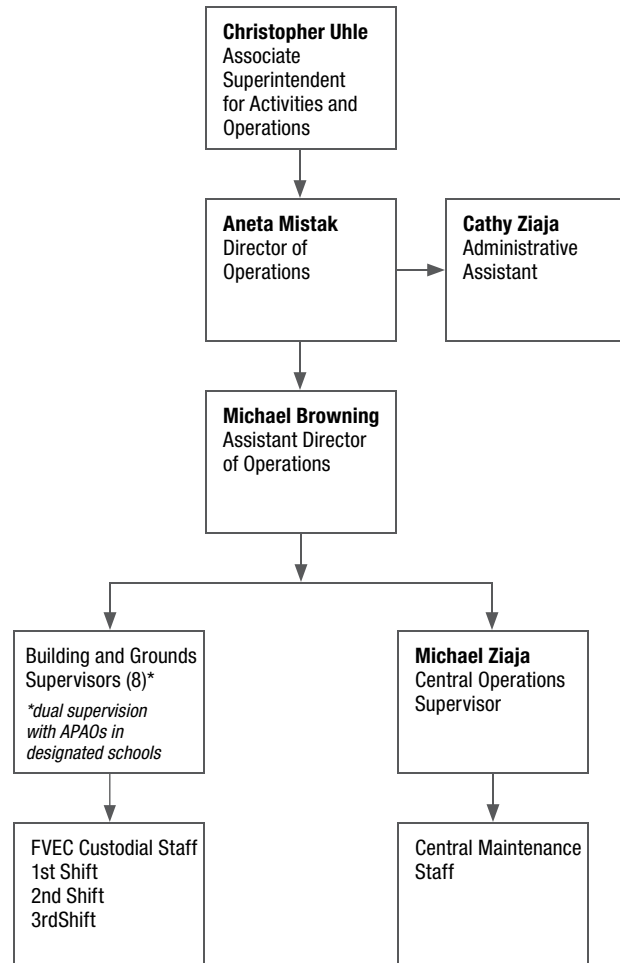 Christopher Uhle
Associate
Superintendent
for Activities and
Operations
Aneta Mistak
Director of
Operations
Cathy Ziaja
Administrative
Assistant
Michael Browning
Assistant Director
of Operations
Building and Grounds
Supervisors (8)*
*dual supervision
with APAOs in
designated schools
Michael Ziaja
Central Operations
Supervisor
FVEC Custodial Staff
1st Shift
2nd Shift
3rdShift
Central Maintenance
Staff